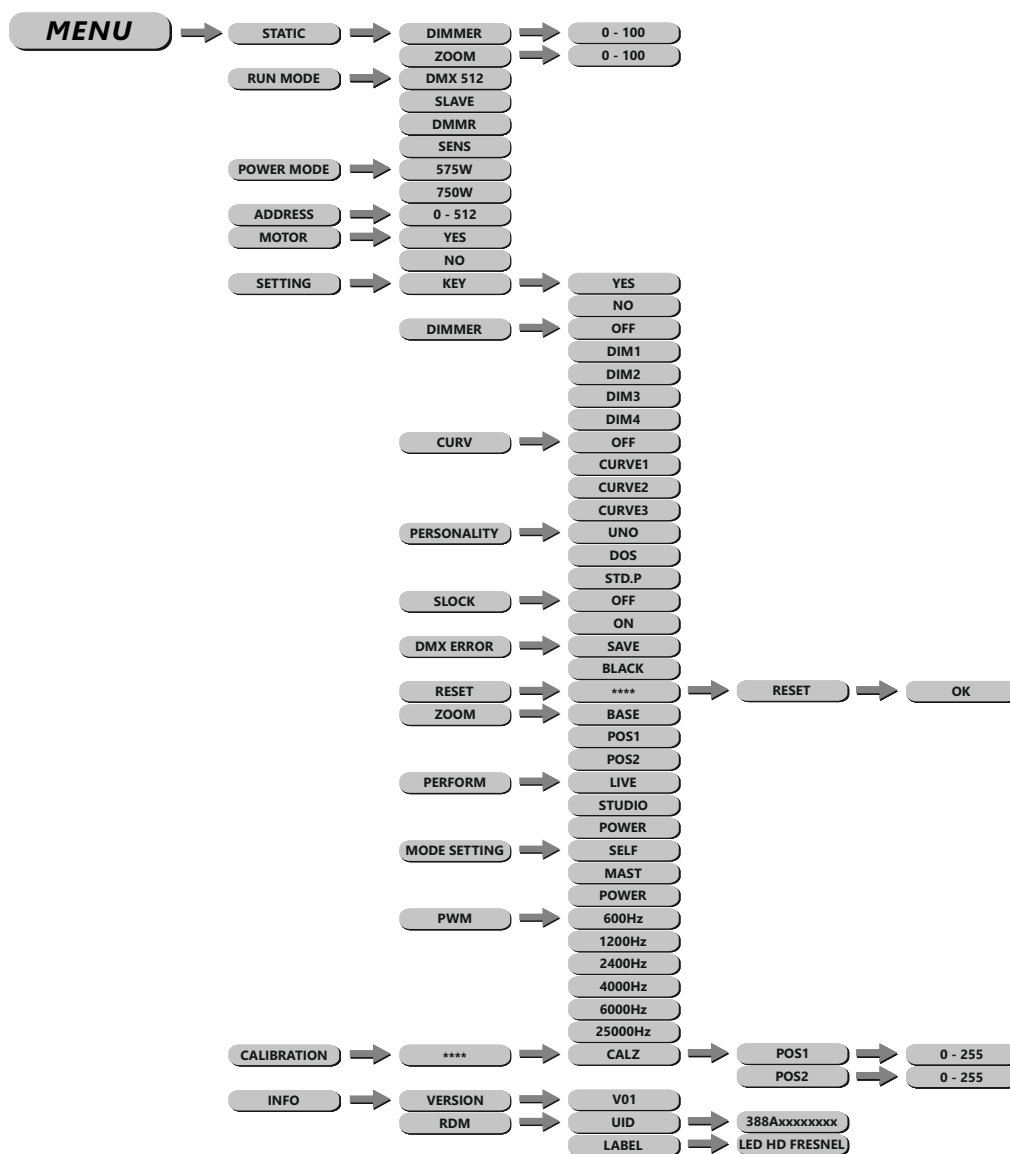 MENU
STATIC DIMMER 0 - 100
ZOOM 0 - 100
RUN MODE DMX 512
SLAVE
DMMR
SENS
POWER MODE 575W
750W
ADDRESS 0 - 512
MOTOR YES
NO
SETTING KEY YES
NO
DIMMER OFF
DIM1
DIM2
DIM3
DIM4
CURV OFF
CURVE1
CURVE2
CURVE3
PERSONALITY UNO
DOS
STD.P
SLOCK OFF
ON
DMX ERROR SAVE
BLACK
RESET **** RESET OK
ZOOM BASE
POS1
POS2
PERFORM LIVE
STUDIO
POWER
MODE SETTING SELF
MAST
POWER
PWM 600Hz
1200Hz
2400Hz
4000Hz
6000Hz
25000Hz
CALIBRATION **** CALZ POS1 0 - 255
POS2 0 - 255
INFO VERSION V01
RDM UID 388Axxxxxxxx
LABEL LED HD FRESNEL